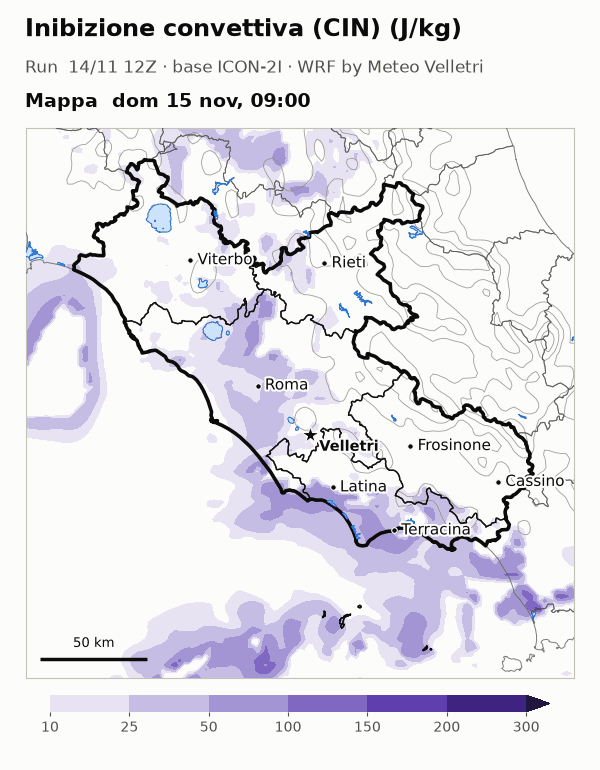 Inibizione convettiva (CIN) (J/kg)
Run  14/11 12Z · base ICON-2I · WRF by Meteo Velletri
Mappa  dom 15 nov, 09:00
Viterbo
Rieti
Roma
Velletri
Frosinone
Latina
Cassino
Terracina
50 km
10 25 50 100 150 200 300